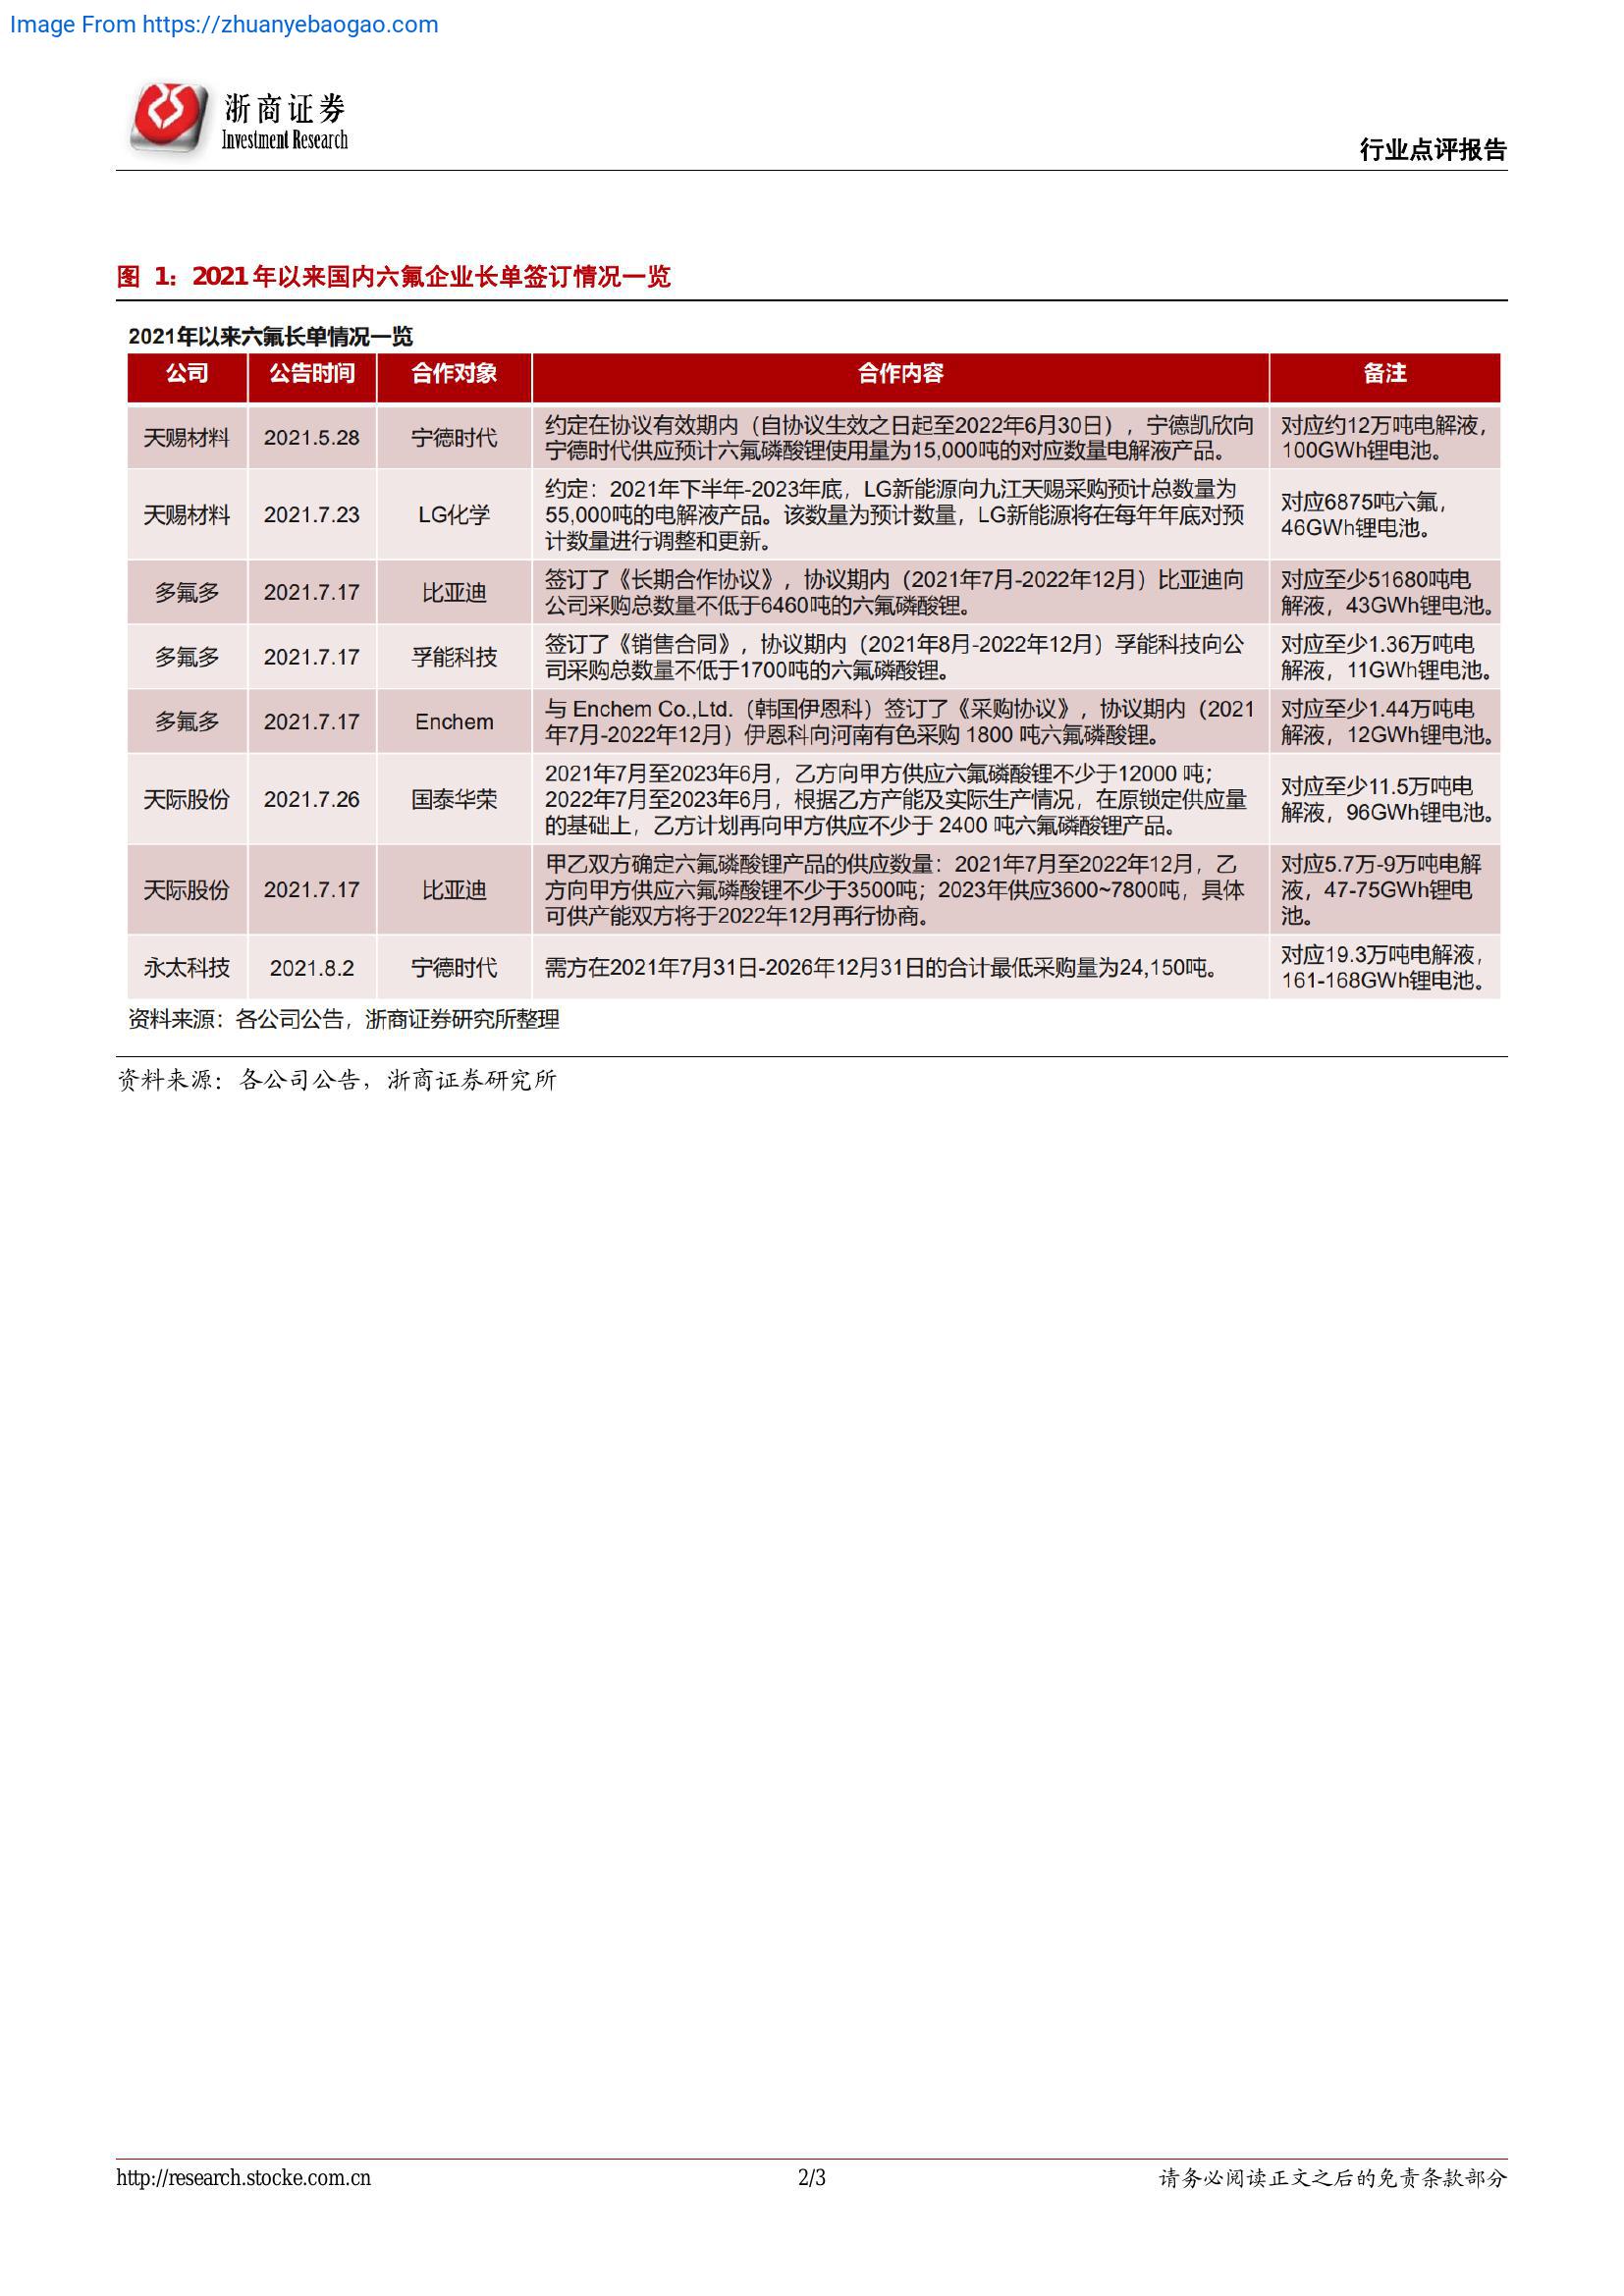 Image From https://zhuanyebaogao.com
浙商证券
Investment Research
行业点评报告
图 1：2021年以来国内六氟企业长单签订情况一览
2021年以来六氟长单情况一览
公司 公告时间 合作对象 合作内容 备注
天赐材料 2021.5.28 宁德时代
约定在协议有效期内（自协议生效之日起至2022年6月30日），宁德凯欣向
宁德时代供应预计六氟磷酸锂使用量为15,000吨的对应数量电解液产品。
对应约12万吨电解液，
100GWh锂电池。
天赐材料 2021.7.23 LG化学
约定：2021年下半年-2023年底，LG新能源向九江天赐采购预计总数量为
55,000吨的电解液产品。该数量为预计数量，LG新能源将在每年年底对预
计数量进行调整和更新。
对应6875吨六氟，
46GWh锂电池。
多氟多 2021.7.17 比亚迪
签订了《长期合作协议》，协议期内（2021年7月-2022年12月）比亚迪向
公司采购总数量不低于6460吨的六氟磷酸锂。
对应至少51680吨电
解液，43GWh锂电池。
多氟多 2021.7.17 孚能科技
签订了《销售合同》，协议期内（2021年8月-2022年12月）孚能科技向公
司采购总数量不低于1700吨的六氟磷酸锂。
对应至少1.36万吨电
解液，11GWh锂电池。
多氟多 2021.7.17 Enchem
与 Enchem Co.,Ltd.（韩国伊恩科）签订了《采购协议》，协议期内（2021
年7月-2022年12月）伊恩科向河南有色采购 1800 吨六氟磷酸锂。
对应至少1.44万吨电
解液，12GWh锂电池。
天际股份 2021.7.26 国泰华荣
2021年7月至2023年6月，乙方向甲方供应六氟磷酸锂不少于12000 吨；
2022年7月至2023年6月，根据乙方产能及实际生产情况，在原锁定供应量
的基础上，乙方计划再向甲方供应不少于 2400 吨六氟磷酸锂产品。
对应至少11.5万吨电
解液，96GWh锂电池。
天际股份 2021.7.17 比亚迪
甲乙双方确定六氟磷酸锂产品的供应数量：2021年7月至2022年12月，乙
方向甲方供应六氟磷酸锂不少于3500吨；2023年供应3600~7800吨，具体
可供产能双方将于2022年12月再行协商。
对应5.7万-9万吨电解
液，47-75GWh锂电
池。
永太科技 2021.8.2 宁德时代
需方在2021年7月31日-2026年12月31日的合计最低采购量为24,150吨。
对应19.3万吨电解液，
161-168GWh锂电池。
资料来源：各公司公告，浙商证券研究所整理
资料来源：各公司公告，浙商证券研究所
http://research.stocke.com.cn 2/3 请务必阅读正文之后的免责条款部分